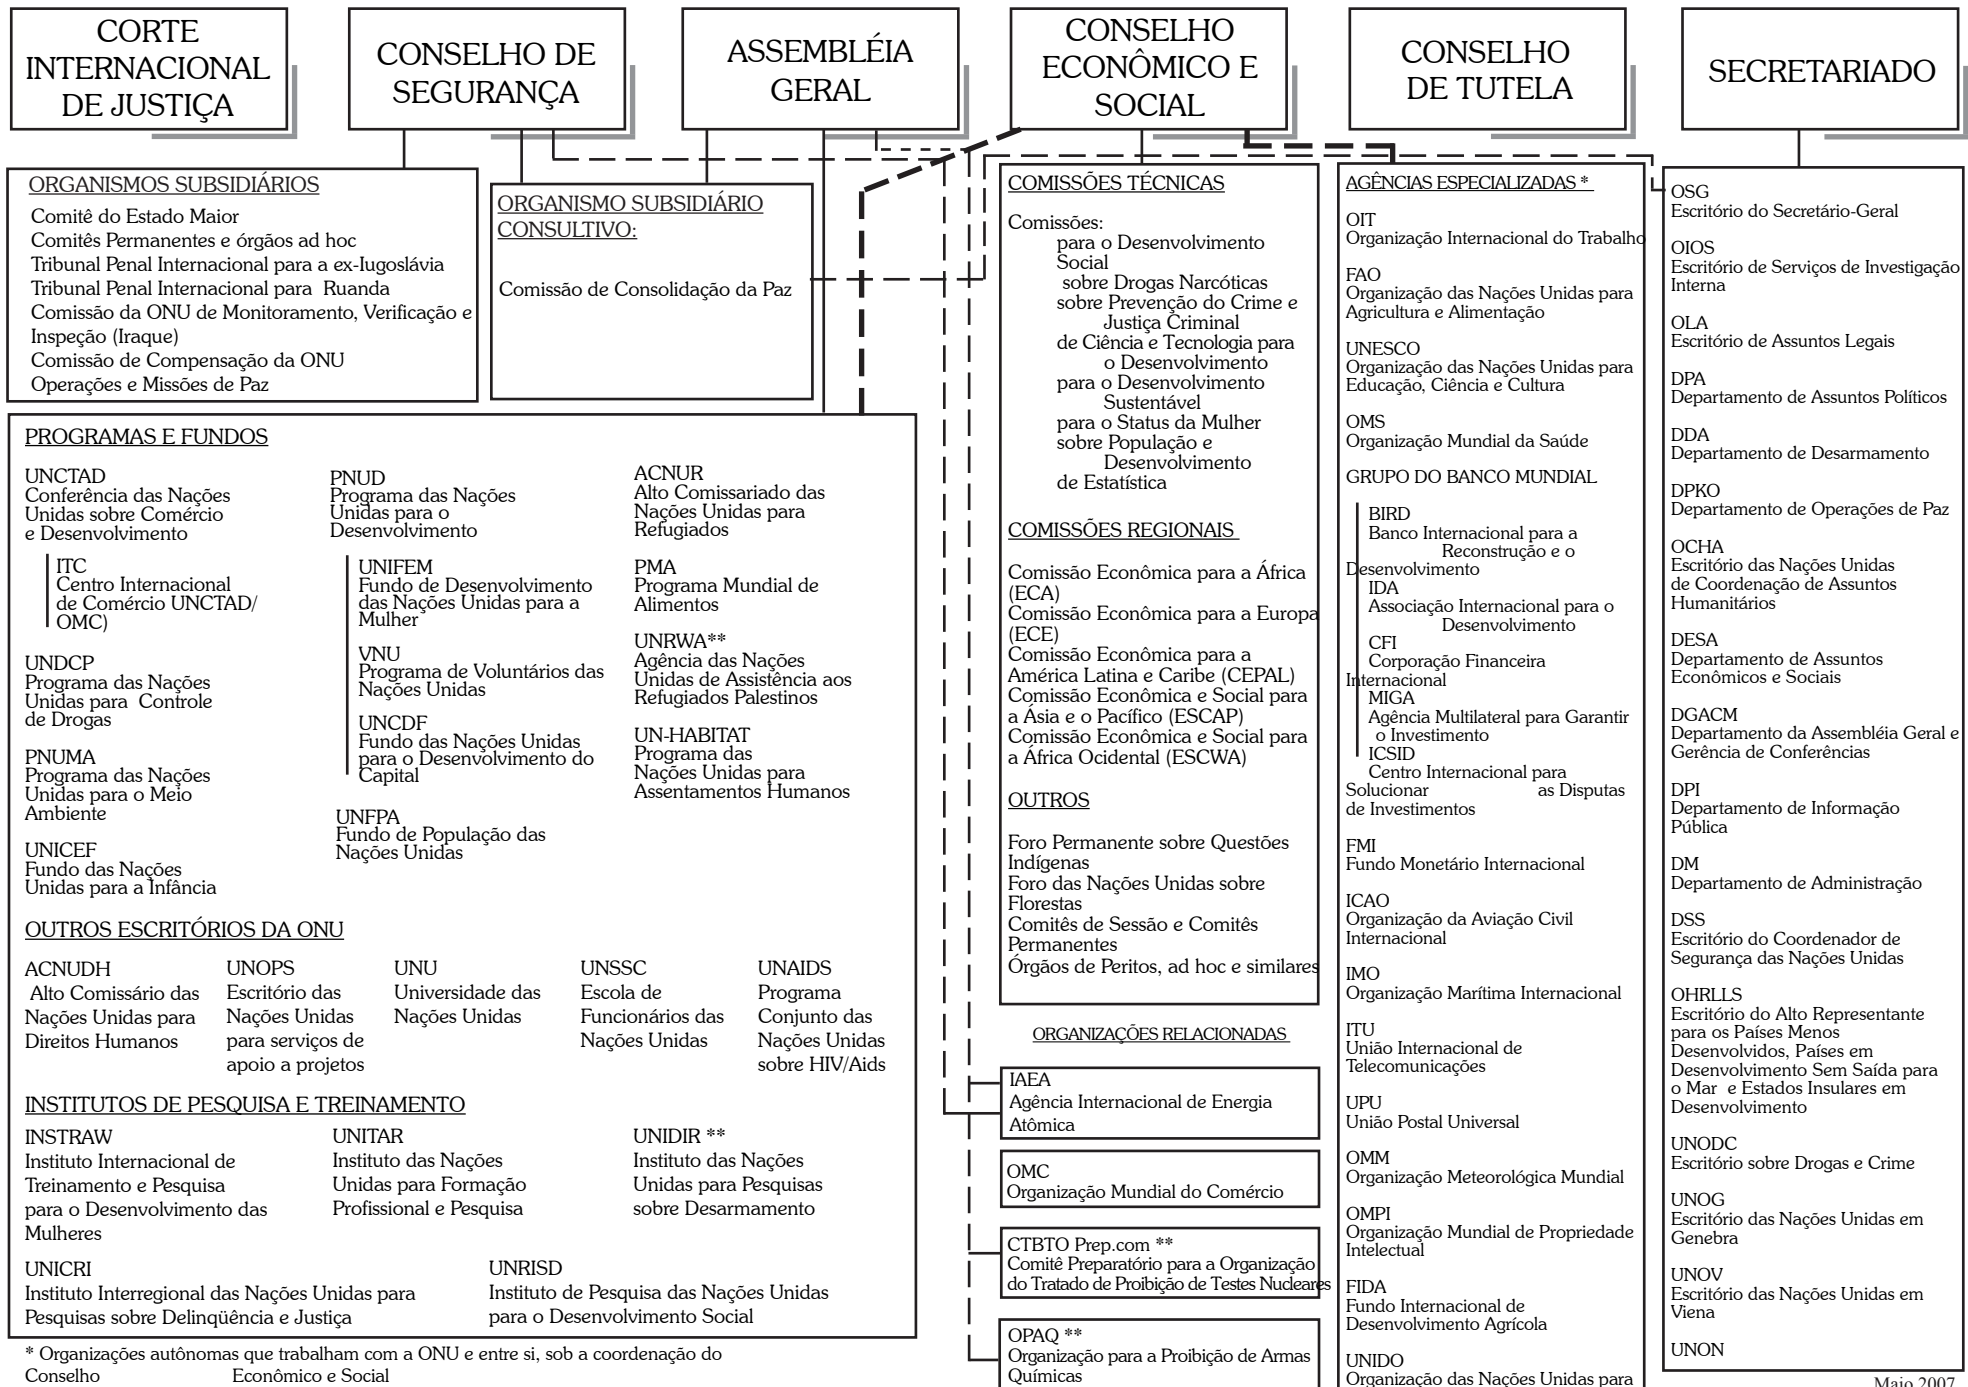 CORTE
INTERNACIONAL
DE JUSTIÇA
CONSELHO DE
SEGURANÇA
ASSEMBLÉIA
GERAL
CONSELHO
ECONÔMICO E
SOCIAL
CONSELHO
DE TUTELA
SECRETARIADO
ORGANISMOS SUBSIDIÁRIOS
Comitê do Estado Maior
Comitês Permanentes e órgãos ad hoc
Tribunal Penal Internacional para a ex-Iugoslávia
Tribunal Penal Internacional para Ruanda
Comissão da ONU de Monitoramento, Verificação e
Inspeção (Iraque)
Comissão de Compensação da ONU
Operações e Missões de Paz
ORGANISMO SUBSIDIÁRIO
CONSULTIVO:
Comissão de Consolidação da Paz
PROGRAMAS E FUNDOS
UNCTAD
Conferência das Nações
Unidas sobre Comércio
e Desenvolvimento
ITC
Centro Internacional
de Comércio UNCTAD/
OMC)
UNDCP
Programa das Nações
Unidas para Controle
de Drogas
PNUMA
Programa das Nações
Unidas para o Meio
Ambiente
UNICEF
Fundo das Nações
Unidas para a Infância
PNUD
Programa das Nações
Unidas para o
Desenvolvimento
UNIFEM
Fundo de Desenvolvimento
das Nações Unidas para a
Mulher
VNU
Programa de Voluntários das
Nações Unidas
UNCDF
Fundo das Nações Unidas
para o Desenvolvimento do
Capital
UNFPA
Fundo de População das
Nações Unidas
ACNUR
Alto Comissariado das
Nações Unidas para
Refugiados
PMA
Programa Mundial de
Alimentos
UNRWA**
Agência das Nações
Unidas de Assistência aos
Refugiados Palestinos
UN-HABITAT
Programa das
Nações Unidas para
Assentamentos Humanos
OUTROS ESCRITÓRIOS DA ONU
ACNUDH
Alto Comissário das
Nações Unidas para
Direitos Humanos
UNOPS
Escritório das
Nações Unidas
para serviços de
apoio a projetos
UNU
Universidade das
Nações Unidas
UNSSC
Escola de
Funcionários das
Nações Unidas
UNAIDS
Programa
Conjunto das
Nações Unidas
sobre HIV/Aids
INSTITUTOS DE PESQUISA E TREINAMENTO
INSTRAW
Instituto Internacional de
Treinamento e Pesquisa
para o Desenvolvimento das
Mulheres
UNITAR
Instituto das Nações
Unidas para Formação
Profissional e Pesquisa
UNIDIR **
Instituto das Nações
Unidas para Pesquisas
sobre Desarmamento
UNICRI
Instituto Interregional das Nações Unidas para
Pesquisas sobre Delinqüência e Justiça
UNRISD
Instituto de Pesquisa das Nações Unidas
para o Desenvolvimento Social
* Organizações autônomas que trabalham com a ONU e entre si, sob a coordenação do
Conselho Econômico e Social
COMISSÕES TÉCNICAS
Comissões:
para o Desenvolvimento
Social
sobre Drogas Narcóticas
sobre Prevenção do Crime e
Justiça Criminal
de Ciência e Tecnologia para
o Desenvolvimento
para o Desenvolvimento
Sustentável
para o Status da Mulher
sobre População e
Desenvolvimento
de Estatística
COMISSÕES REGIONAIS
Comissão Econômica para a África
(ECA)
Comissão Econômica para a Europa
(ECE)
Comissão Econômica para a
América Latina e Caribe (CEPAL)
Comissão Econômica e Social para
a Ásia e o Pacífico (ESCAP)
Comissão Econômica e Social para
a África Ocidental (ESCWA)
OUTROS
Foro Permanente sobre Questões
Indígenas
Foro das Nações Unidas sobre
Florestas
Comitês de Sessão e Comitês
Permanentes
Órgãos de Peritos, ad hoc e similares
ORGANIZAÇÕES RELACIONADAS
IAEA
Agência Internacional de Energia
Atômica
OMC
Organização Mundial do Comércio
CTBTO Prep.com **
Comitê Preparatório para a Organização
do Tratado de Proibição de Testes Nucleares
OPAQ **
Organização para a Proibição de Armas
Químicas
AGÊNCIAS ESPECIALIZADAS *
OIT
Organização Internacional do Trabalho
FAO
Organização das Nações Unidas para
Agricultura e Alimentação
UNESCO
Organização das Nações Unidas para
Educação, Ciência e Cultura
OMS
Organização Mundial da Saúde
GRUPO DO BANCO MUNDIAL
BIRD
Banco Internacional para a
Reconstrução e o
Desenvolvimento
IDA
Associação Internacional para o
Desenvolvimento
CFI
Corporação Financeira
Internacional
MIGA
Agência Multilateral para Garantir
o Investimento
ICSID
Centro Internacional para
Solucionar as Disputas
de Investimentos
FMI
Fundo Monetário Internacional
ICAO
Organização da Aviação Civil
Internacional
IMO
Organização Marítima Internacional
ITU
União Internacional de
Telecomunicações
UPU
União Postal Universal
OMM
Organização Meteorológica Mundial
OMPI
Organização Mundial de Propriedade
Intelectual
FIDA
Fundo Internacional de
Desenvolvimento Agrícola
UNIDO
Organização das Nações Unidas para
OSG
Escritório do Secretário-Geral
OIOS
Escritório de Serviços de Investigação
Interna
OLA
Escritório de Assuntos Legais
DPA
Departamento de Assuntos Políticos
DDA
Departamento de Desarmamento
DPKO
Departamento de Operações de Paz
OCHA
Escritório das Nações Unidas
de Coordenação de Assuntos
Humanitários
DESA
Departamento de Assuntos
Econômicos e Sociais
DGACM
Departamento da Assembléia Geral e
Gerência de Conferências
DPI
Departamento de Informação
Pública
DM
Departamento de Administração
DSS
Escritório do Coordenador de
Segurança das Nações Unidas
OHRLLS
Escritório do Alto Representante
para os Países Menos
Desenvolvidos, Países em
Desenvolvimento Sem Saída para
o Mar e Estados Insulares em
Desenvolvimento
UNODC
Escritório sobre Drogas e Crime
UNOG
Escritório das Nações Unidas em
Genebra
UNOV
Escritório das Nações Unidas em
Viena
UNON
Maio 2007